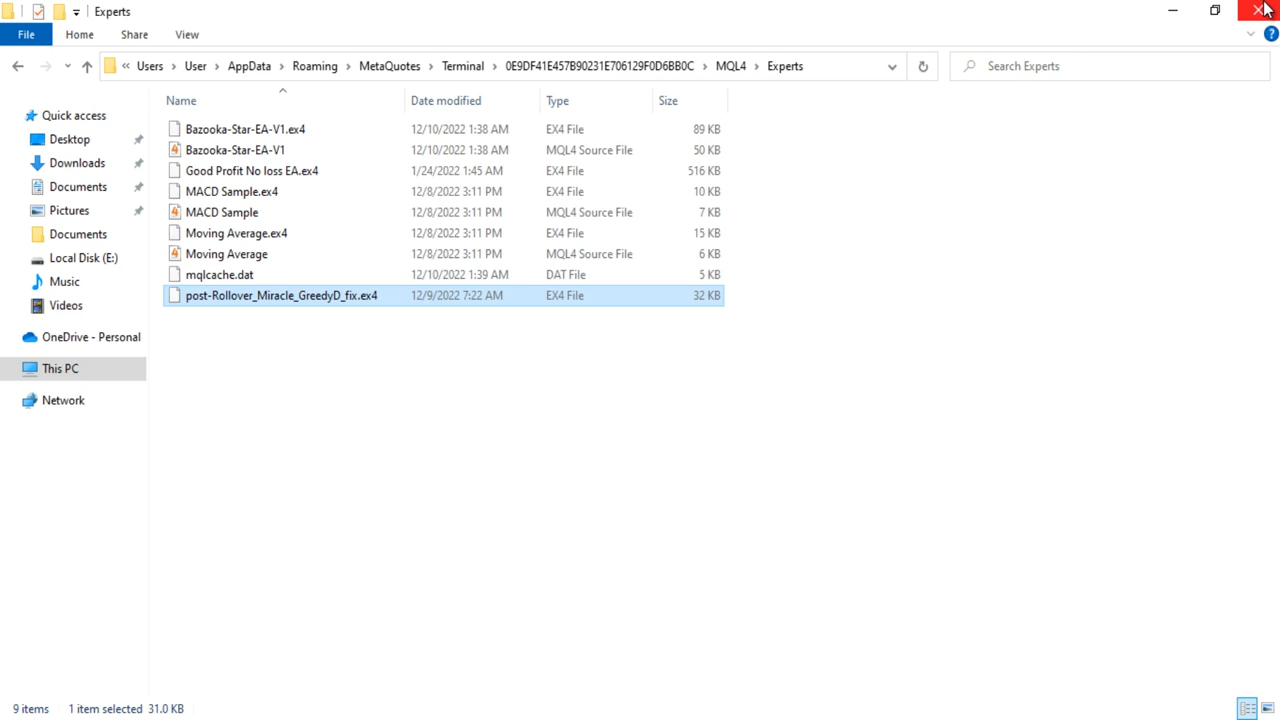 Experts
File Home Share View
« Users › User › AppData › Roaming › MetaQuotes › Terminal › 0E9DF41E457B90231E706129F0D6BB0C › MQL4 › Experts
Search Experts
Name Date modified Type Size
Quick access
Desktop
Downloads
Documents
Pictures
Documents
Local Disk (E:)
Music
Videos
OneDrive - Personal
This PC
Network
Bazooka-Star-EA-V1.ex4 12/10/2022 1:38 AM EX4 File 89 KB
Bazooka-Star-EA-V1 12/10/2022 1:38 AM MQL4 Source File 50 KB
Good Profit No loss EA.ex4 1/24/2022 1:45 AM EX4 File 516 KB
MACD Sample.ex4 12/8/2022 3:11 PM EX4 File 10 KB
MACD Sample 12/8/2022 3:11 PM MQL4 Source File 7 KB
Moving Average.ex4 12/8/2022 3:11 PM EX4 File 15 KB
Moving Average 12/8/2022 3:11 PM MQL4 Source File 6 KB
mqlcache.dat 12/10/2022 1:39 AM DAT File 5 KB
post-Rollover_Miracle_GreedyD_fix.ex4 12/9/2022 7:22 AM EX4 File 32 KB
9 items 1 item selected 31.0 KB